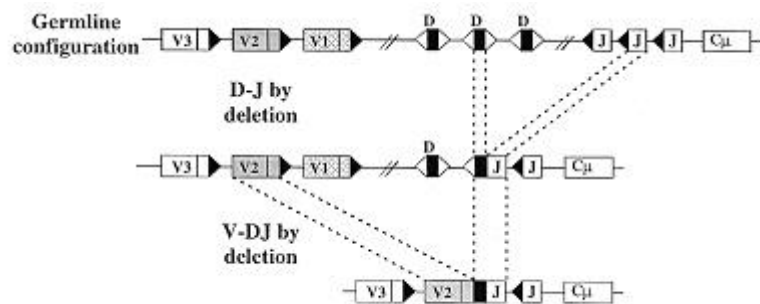 Germline configuration
D D D
V3 V2 V1 J J J Cμ
D-J by deletion
D
V3 V2 V1 J J Cμ
V-DJ by deletion
V3 V2 J J Cμ